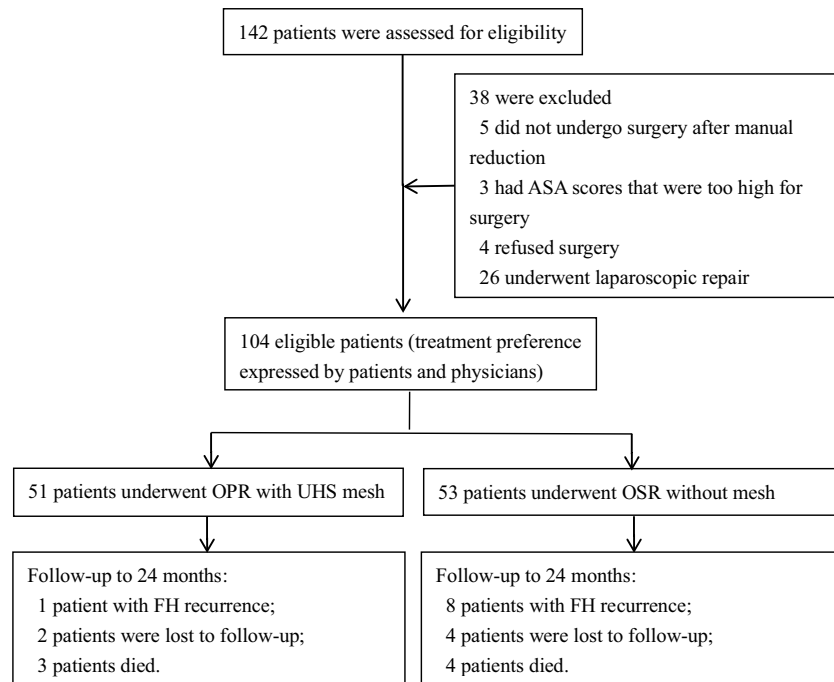 142 patients were assessed for eligibility
38 were excluded
5 did not undergo surgery after manual
reduction
3 had ASA scores that were too high for
surgery
4 refused surgery
26 underwent laparoscopic repair
104 eligible patients (treatment preference
expressed by patients and physicians)
51 patients underwent OPR with UHS mesh
53 patients underwent OSR without mesh
Follow-up to 24 months:
1 patient with FH recurrence;
2 patients were lost to follow-up;
3 patients died.
Follow-up to 24 months:
8 patients with FH recurrence;
4 patients were lost to follow-up;
4 patients died.